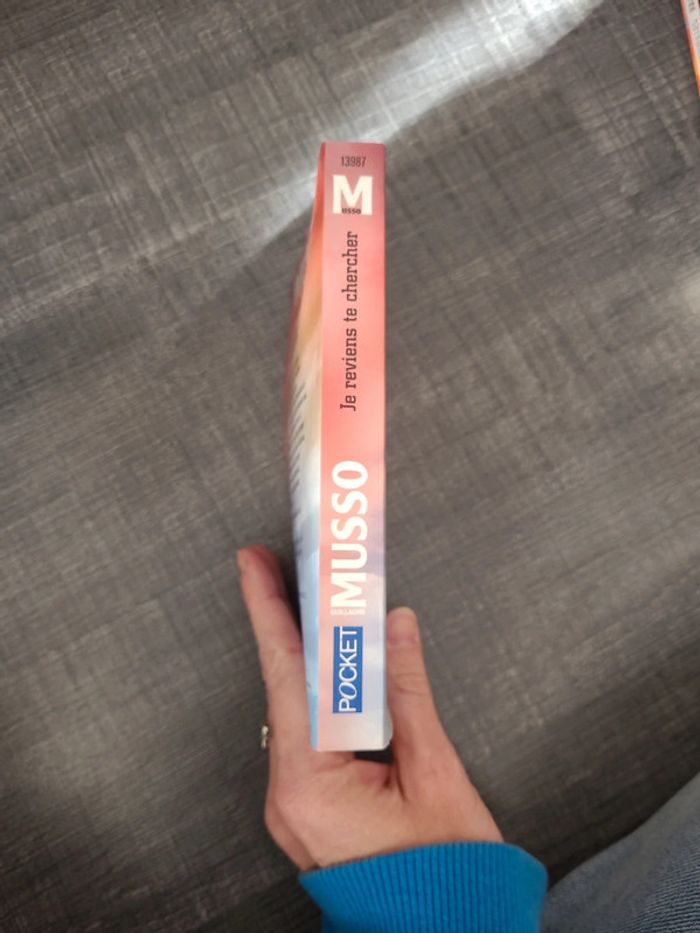 13987
M
USSO
Je reviens te chercher
GUILLAUME
MUSSO
POCKET